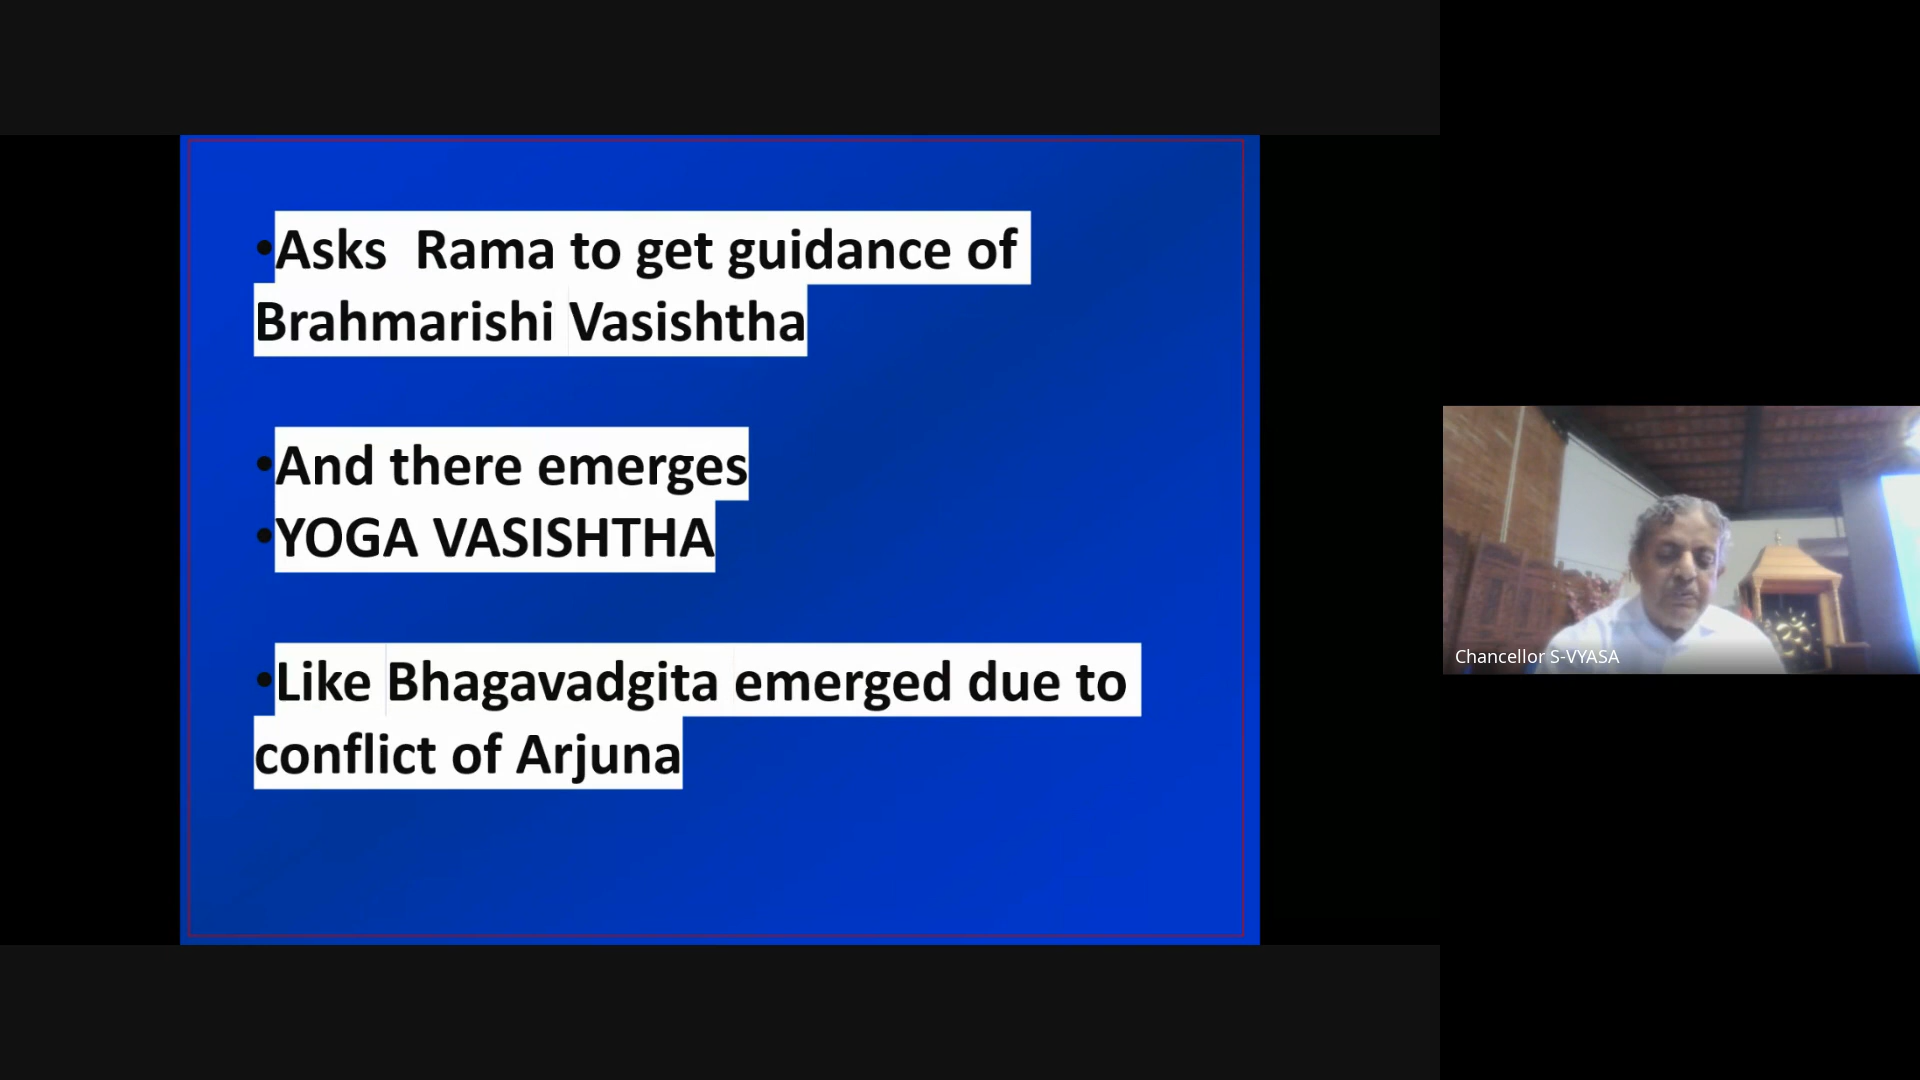 •Asks  Rama to get guidance of
Brahmarishi Vasishtha
•And there emerges
•YOGA VASISHTHA
•Like Bhagavadgita emerged due to
conflict of Arjuna
Chancellor S-VYASA